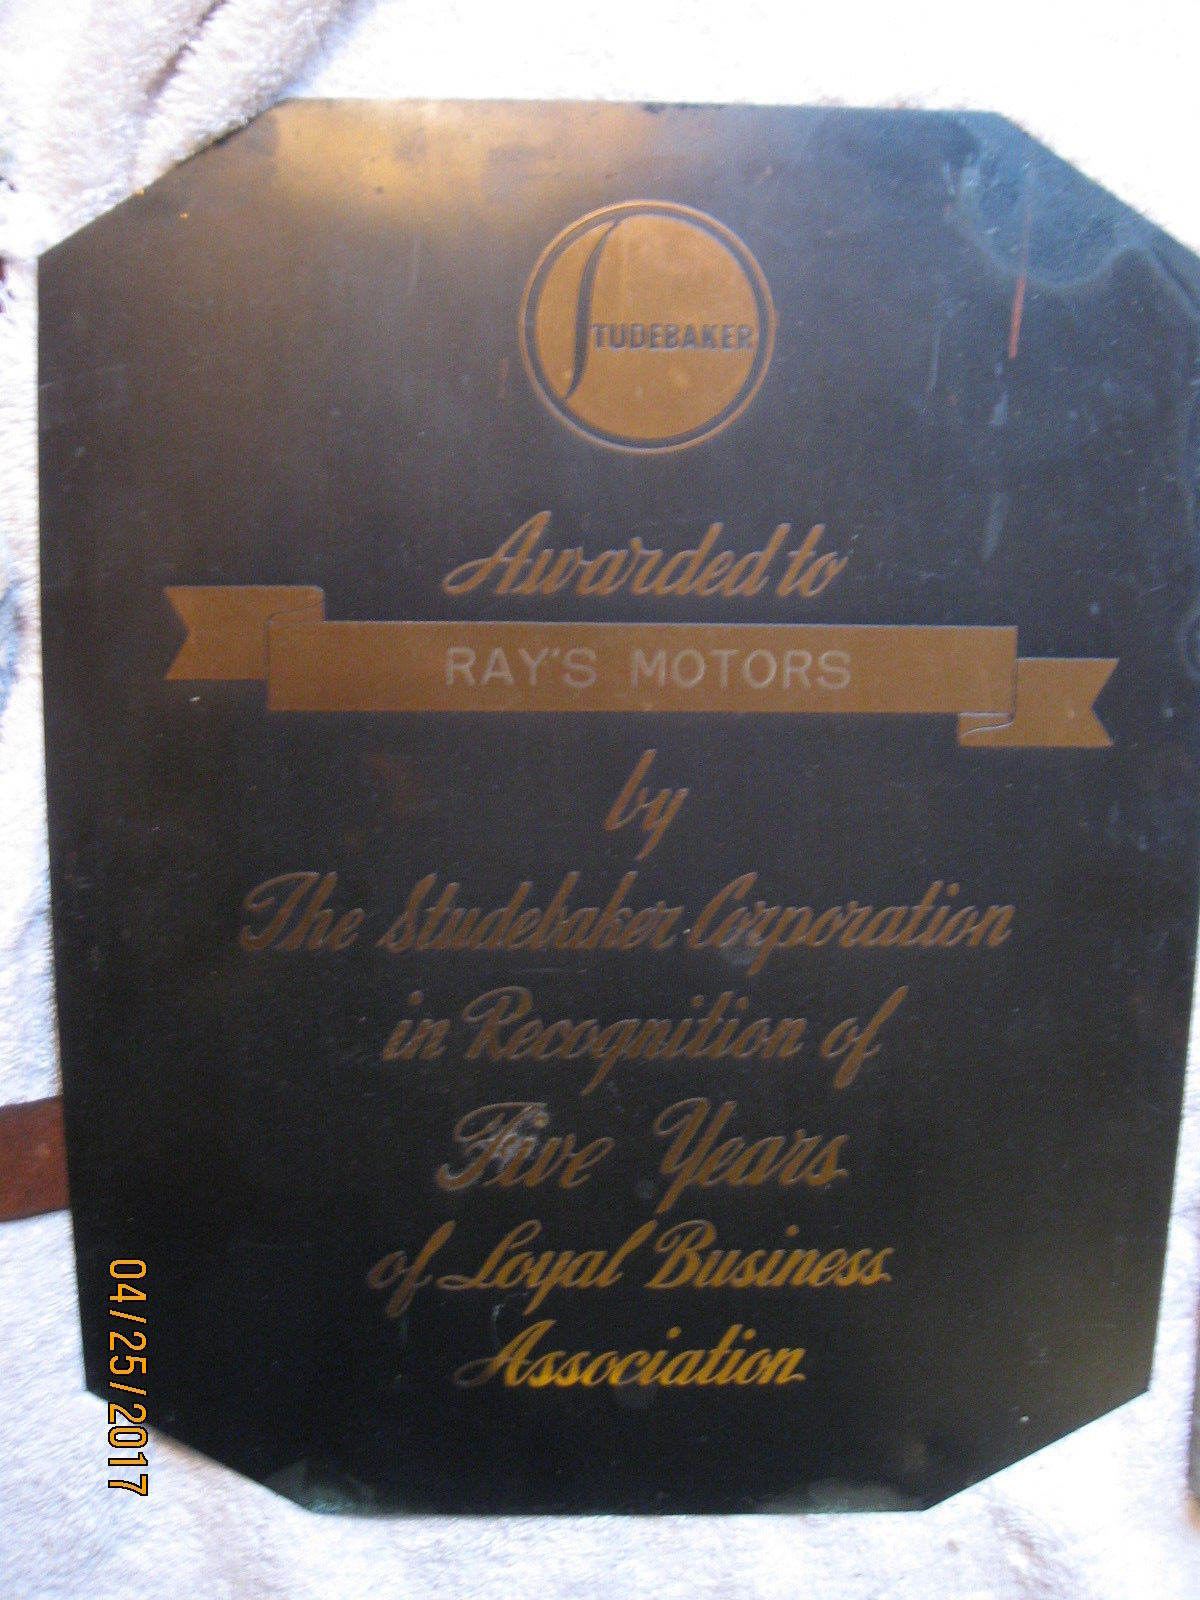 STUDEBAKER
Awarded to
RAY'S MOTORS
by
The Studebaker Corporation
in Recognition of
Five Years
of Loyal Business
Association
04/25/2017